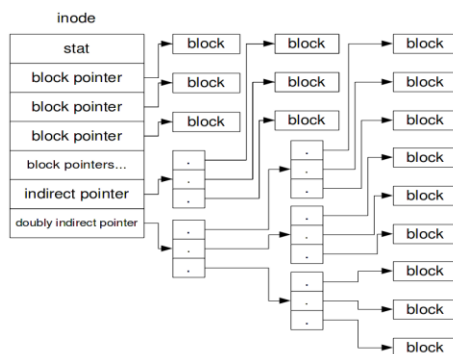 inode
stat
block pointer
block pointer
block pointer
block pointers...
indirect pointer
doubly indirect pointer
block
block
block
.
.
.
.
.
.
block
block
block
.
.
.
.
.
.
.
.
.
block
block
block
block
block
block
block
block
block